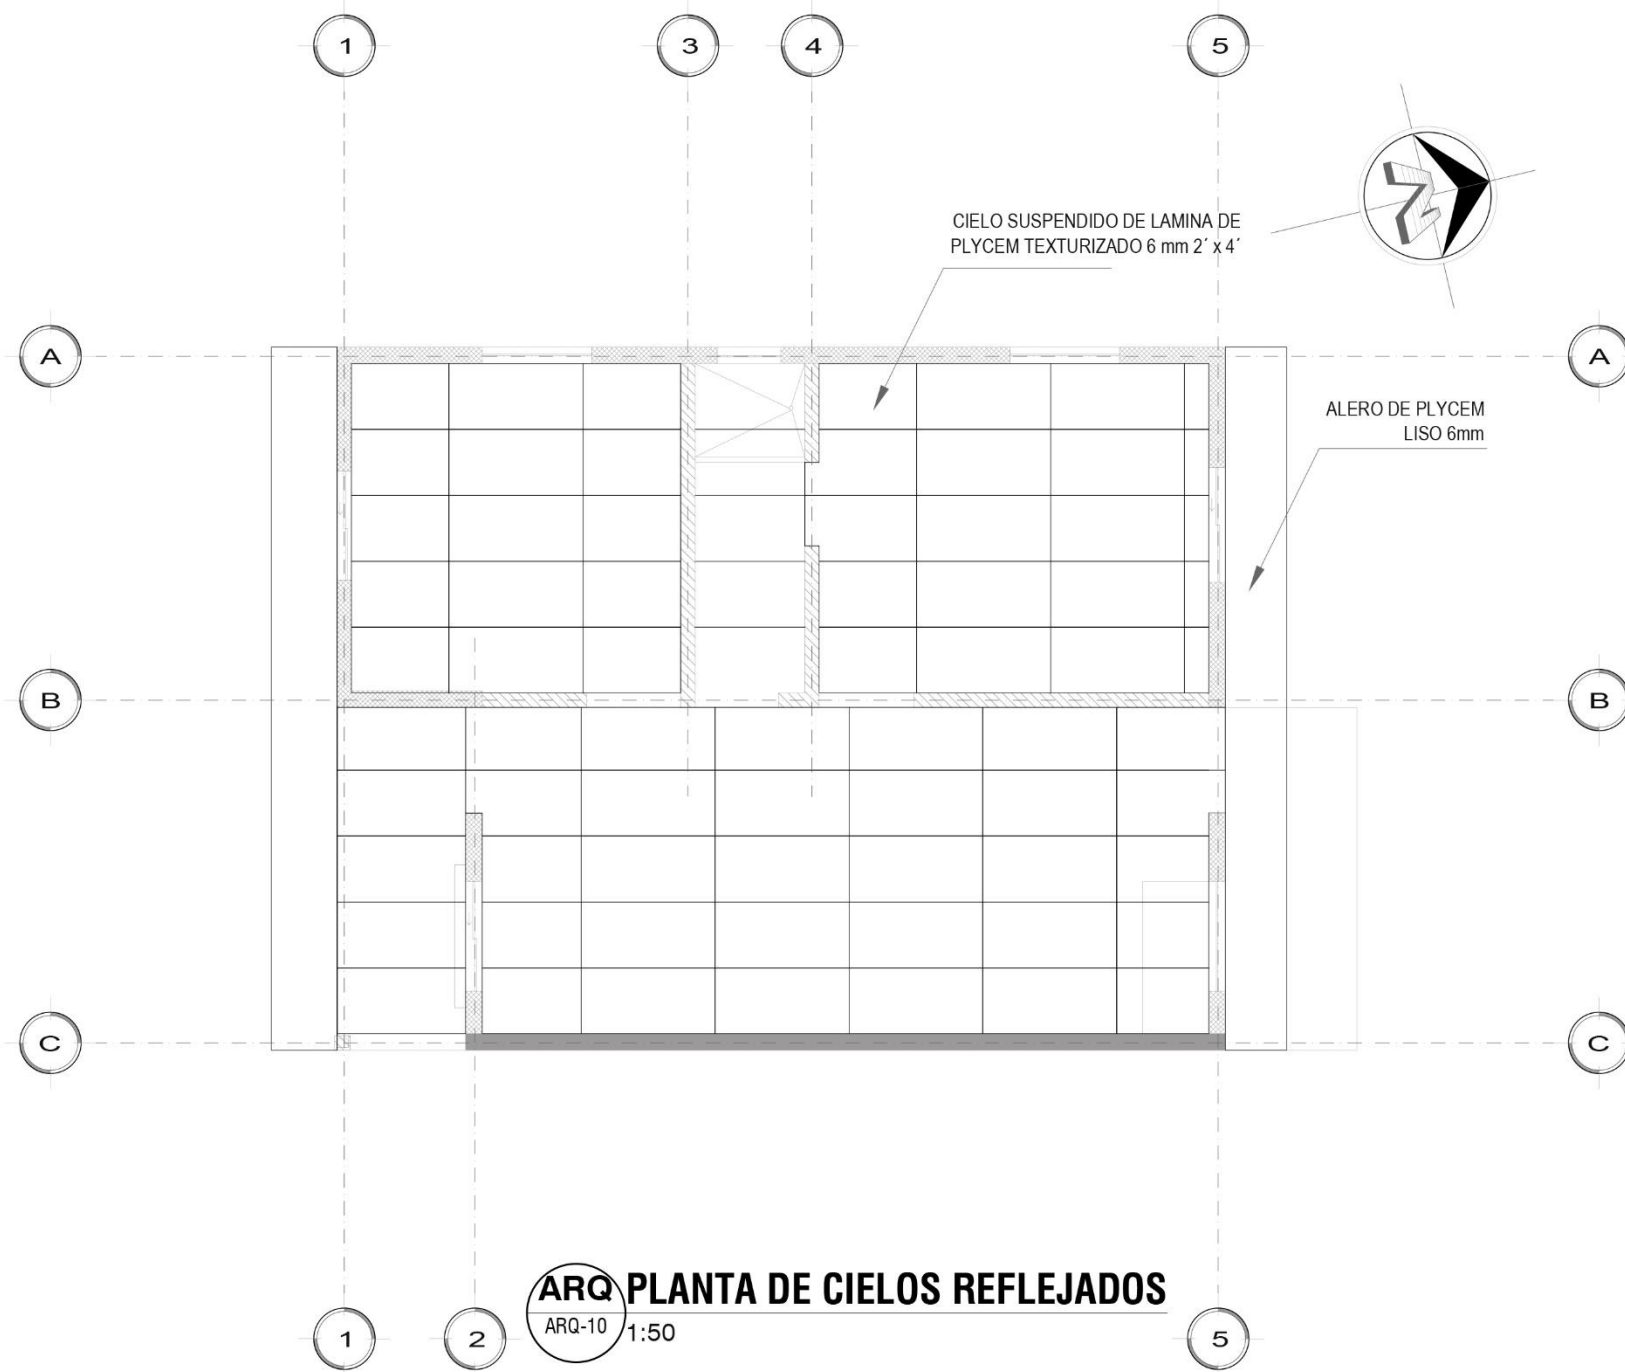 1
3
4
5
CIELO SUSPENDIDO DE LAMINA DE
PLYCEM TEXTURIZADO 6 mm 2´ x 4´
N
A
A
ALERO DE PLYCEM
LISO 6mm
B
B
C
C
ARQ PLANTA DE CIELOS REFLEJADOS
ARQ-10 1:50
1
2
5